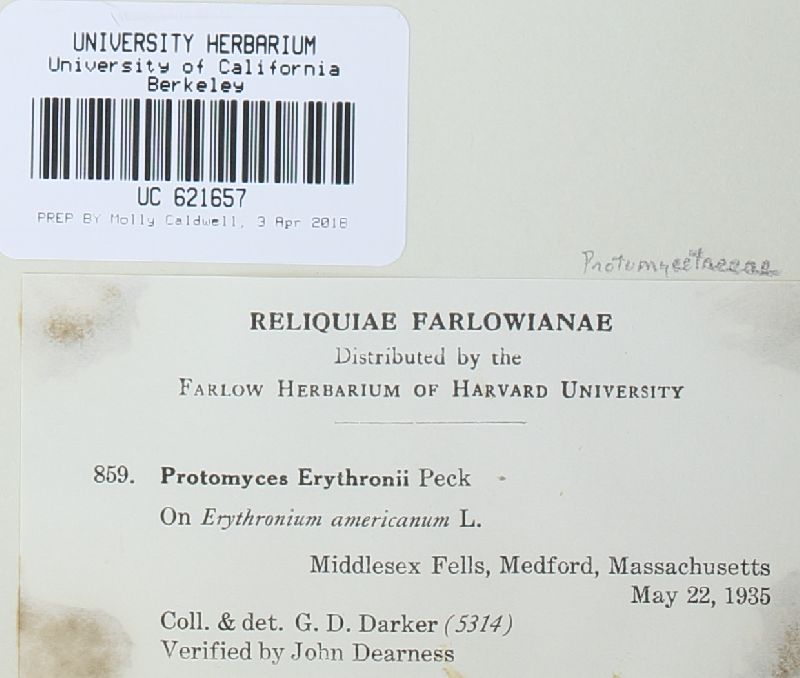 UNIVERSITY HERBARIUM
University of California
Berkeley
UC 621657
PREP BY Molly Caldwell, 3 Apr 2018
Protomycetaceae
RELIQUIAE FARLOWIANAE
Distributed by the
FARLOW HERBARIUM OF HARVARD UNIVERSITY
859. Protomyces Erythronii Peck
On Erythronium americanum L.
Middlesex Fells, Medford, Massachusetts
May 22, 1935
Coll. & det. G. D. Darker (5314)
Verified by John Dearness